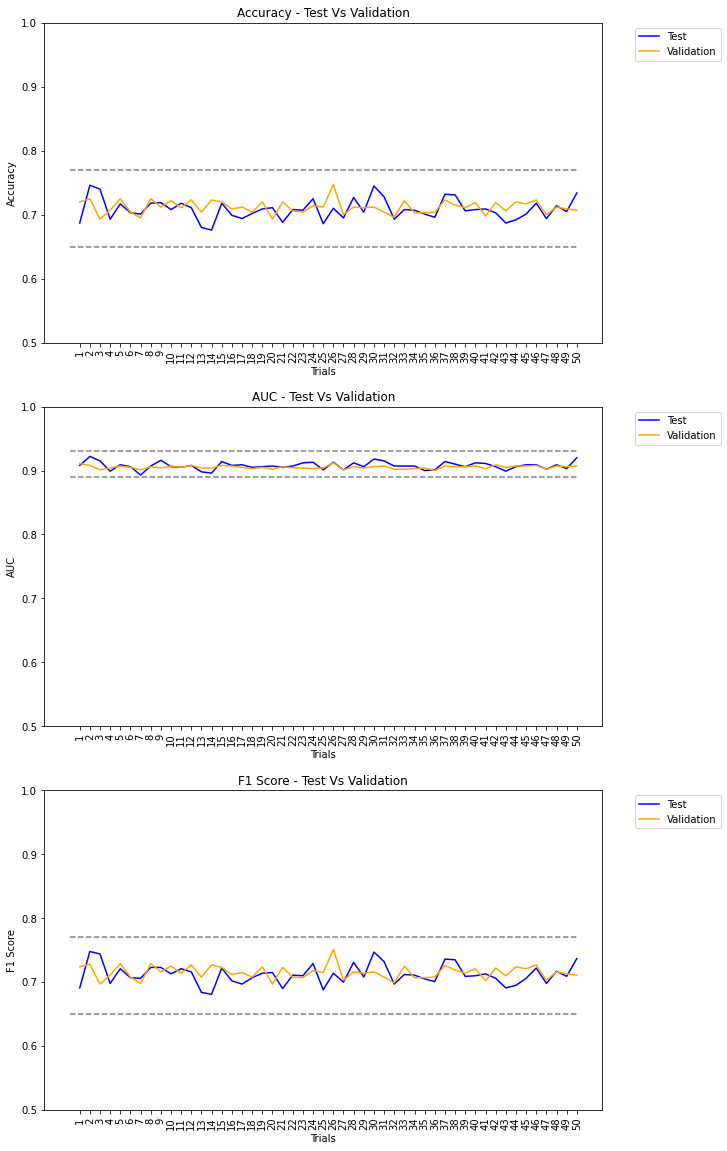 Accuracy - Test Vs Validation
1.0
0.9
0.8
0.7
0.6
0.5
Accuracy
1 2 3 4 5 6 7 8 9 10 11 12 13 14 15 16 17 18 19 20 21 22 23 24 25 26 27 28 29 30 31 32 33 34 35 36 37 38 39 40 41 42 43 44 45 46 47 48 49 50
Trials
Test
Validation
AUC - Test Vs Validation
1.0
0.9
0.8
0.7
0.6
0.5
AUC
1 2 3 4 5 6 7 8 9 10 11 12 13 14 15 16 17 18 19 20 21 22 23 24 25 26 27 28 29 30 31 32 33 34 35 36 37 38 39 40 41 42 43 44 45 46 47 48 49 50
Trials
Test
Validation
F1 Score - Test Vs Validation
1.0
0.9
0.8
0.7
0.6
0.5
F1 Score
1 2 3 4 5 6 7 8 9 10 11 12 13 14 15 16 17 18 19 20 21 22 23 24 25 26 27 28 29 30 31 32 33 34 35 36 37 38 39 40 41 42 43 44 45 46 47 48 49 50
Trials
Test
Validation